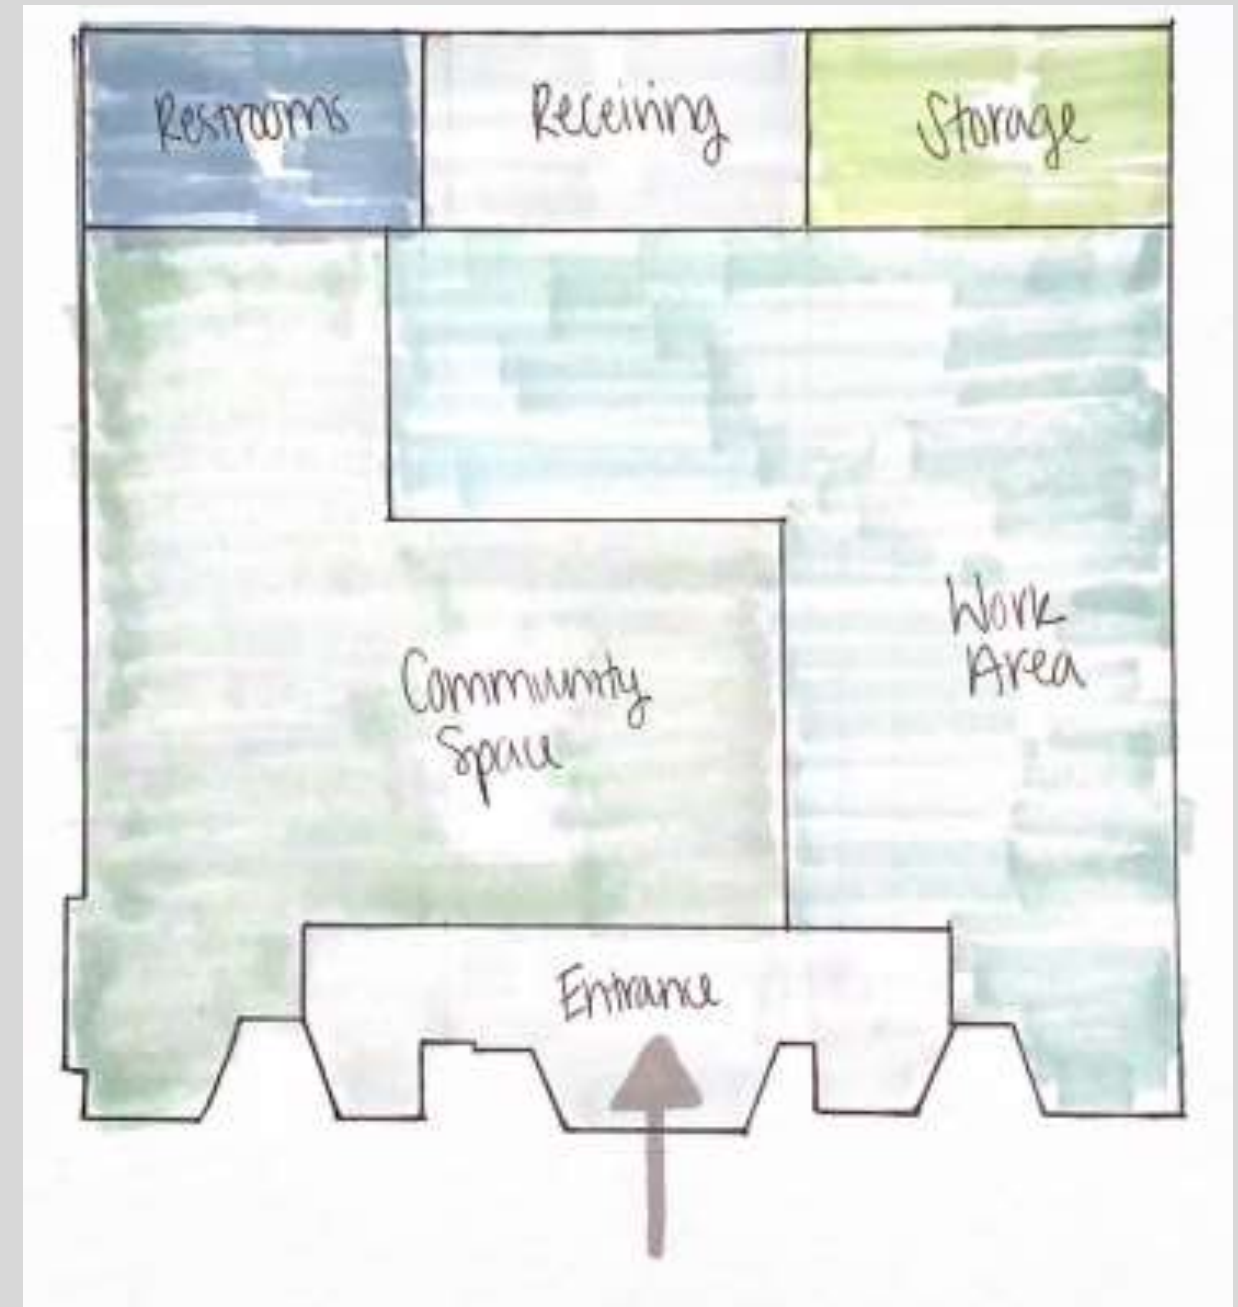 Restrooms
Receiving
Storage
Work
Area
Community
Space
Entrance